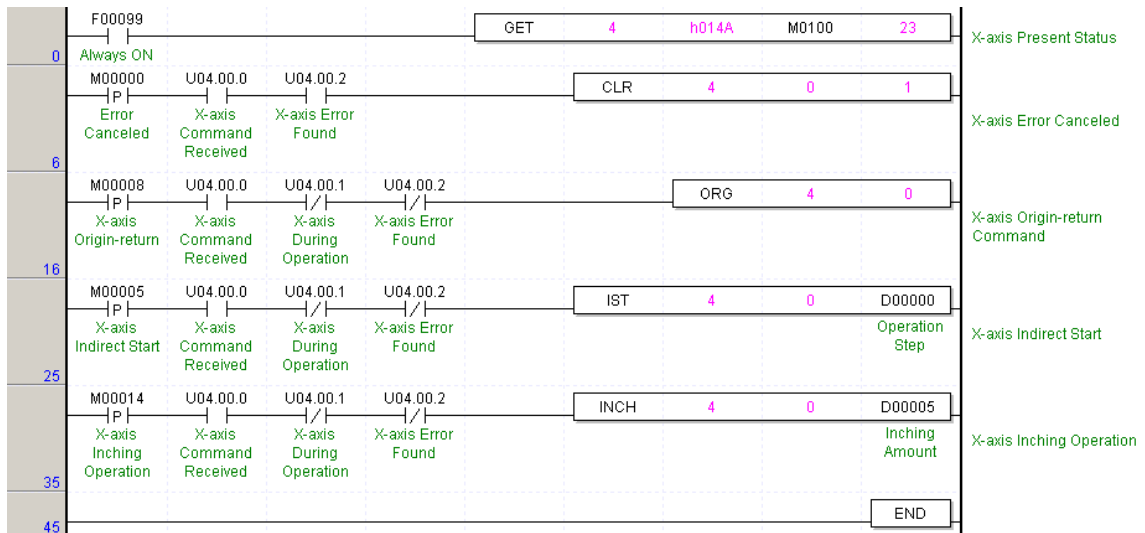 F00099
GET 4 h014A M0100 23
X-axis Present Status
0 Always ON
M00000 U04.00.0 U04.00.2
CLR 4 0 1
P
Error X-axis X-axis Error
Canceled Command Found
Received
X-axis Error Canceled
6
M00008 U04.00.0 U04.00.1 U04.00.2
ORG 4 0
P
X-axis X-axis X-axis X-axis Error
Origin-return Command During Found
Received Operation
X-axis Origin-return
Command
16
M00005 U04.00.0 U04.00.1 U04.00.2
IST 4 0 D00000
P
X-axis X-axis X-axis X-axis Error
Indirect Start Command During Found
Received Operation
Operation
Step
X-axis Indirect Start
25
M00014 U04.00.0 U04.00.1 U04.00.2
INCH 4 0 D00005
P
X-axis X-axis X-axis X-axis Error
Inching Command During Found
Operation Received Operation
Inching
Amount
X-axis Inching Operation
35
END
45